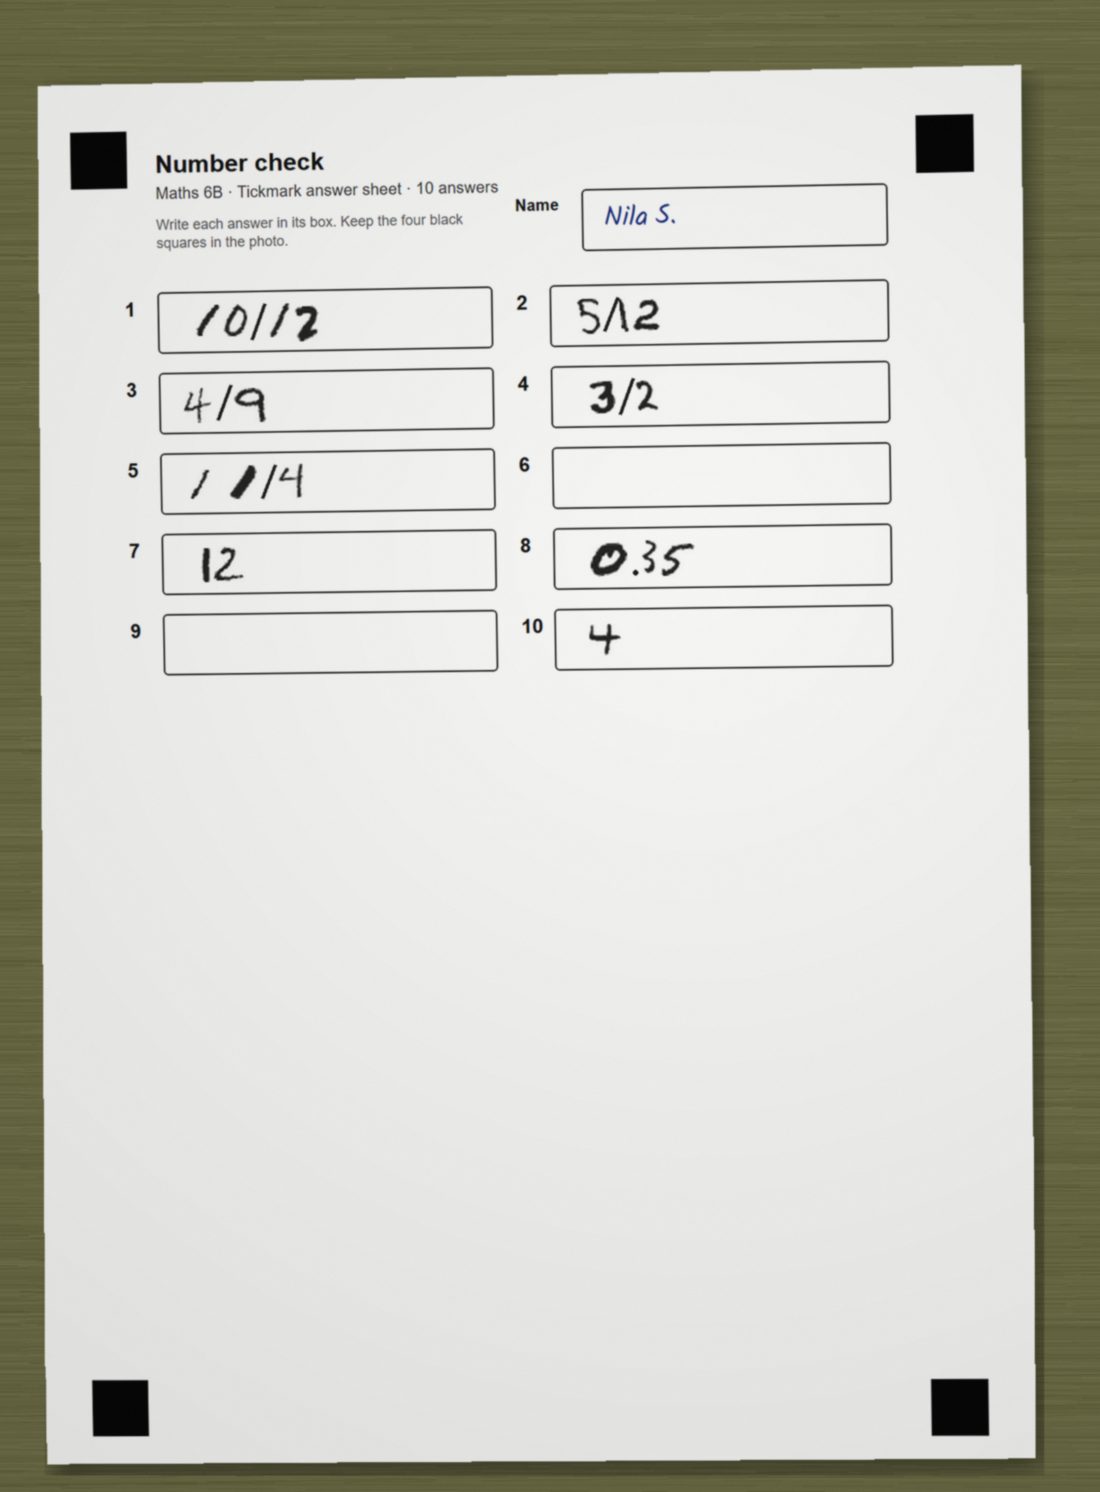 Number check
Maths 6B · Tickmark answer sheet · 10 answers
Write each answer in its box. Keep the four black
squares in the photo.
Name Nila S.
1 10/12
2 5/12
3 4/9
4 3/2
5 1 1/4
6
7 12
8 0.35
9
10 4